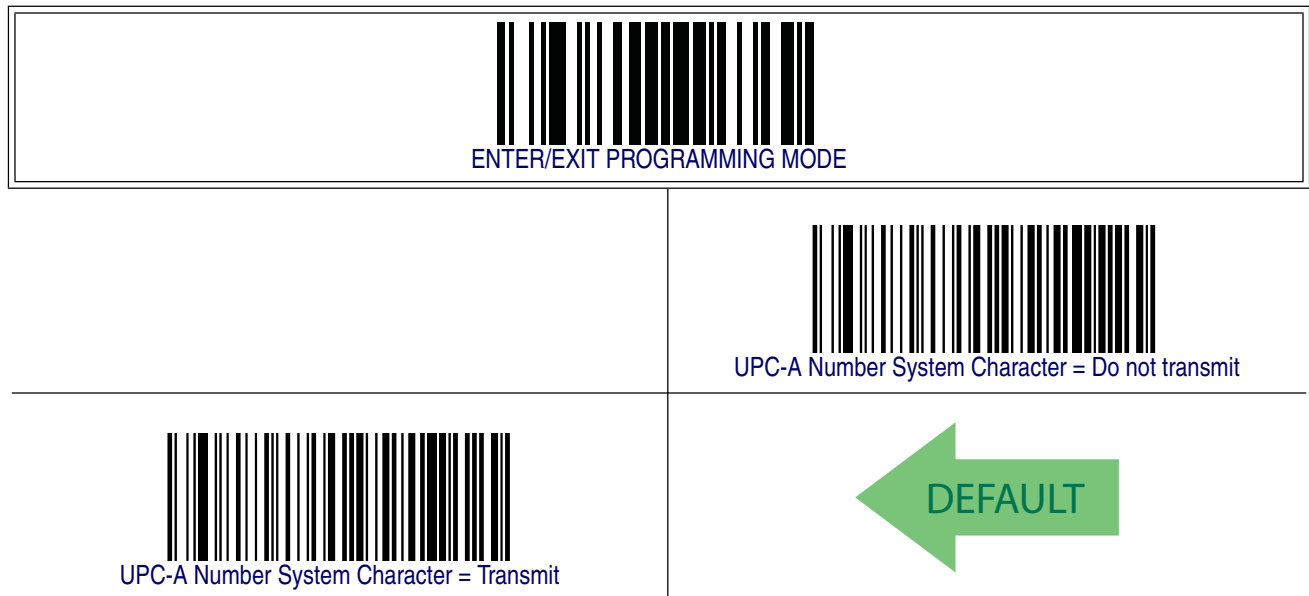 ENTER/EXIT PROGRAMMING MODE
UPC-A Number System Character = Do not transmit
UPC-A Number System Character = Transmit
DEFAULT